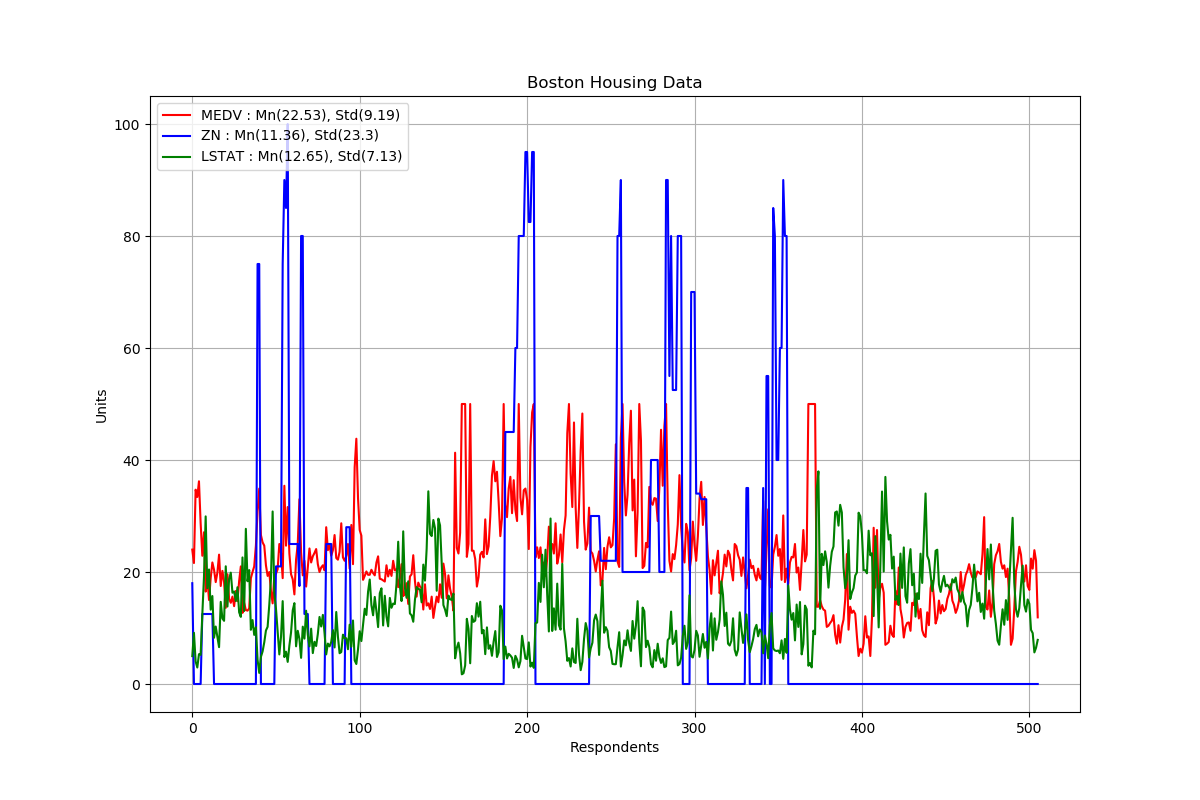 Boston Housing Data
MEDV : Mn(22.53), Std(9.19)
ZN : Mn(11.36), Std(23.3)
LSTAT : Mn(12.65), Std(7.13)
100
80
60
40
20
0
Units
0 100 200 300 400 500
Respondents